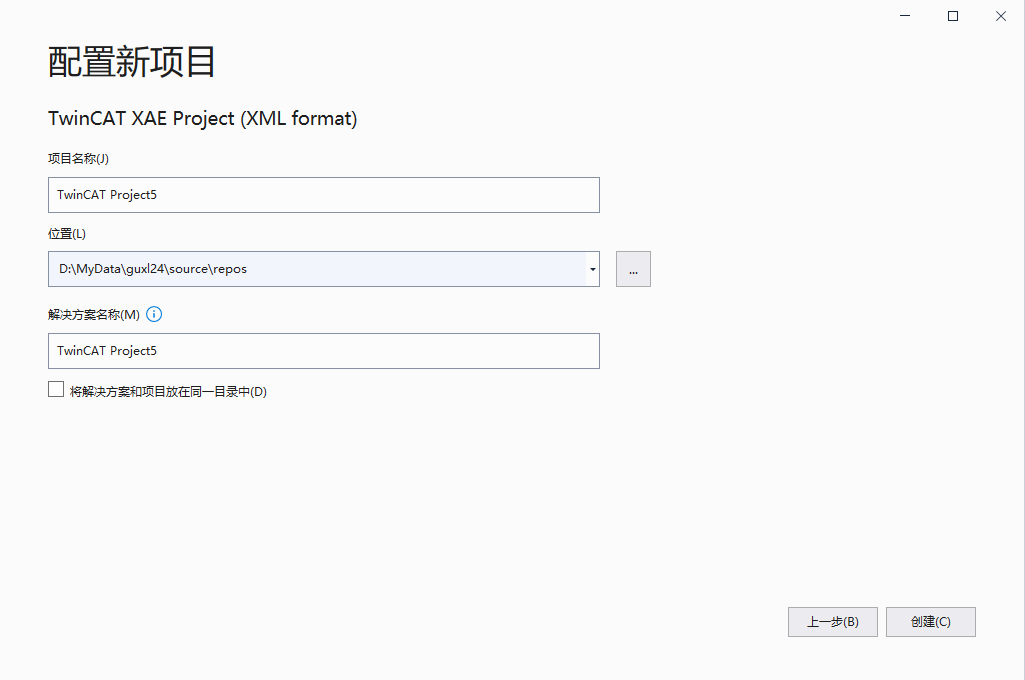 配置新项目
TwinCAT XAE Project (XML format)
项目名称(J)
TwinCAT Project5
位置(L)
D:\MyData\guxl24\source\repos
...
解决方案名称(M)
TwinCAT Project5
将解决方案和项目放在同一目录中(D)
上一步(B)
创建(C)